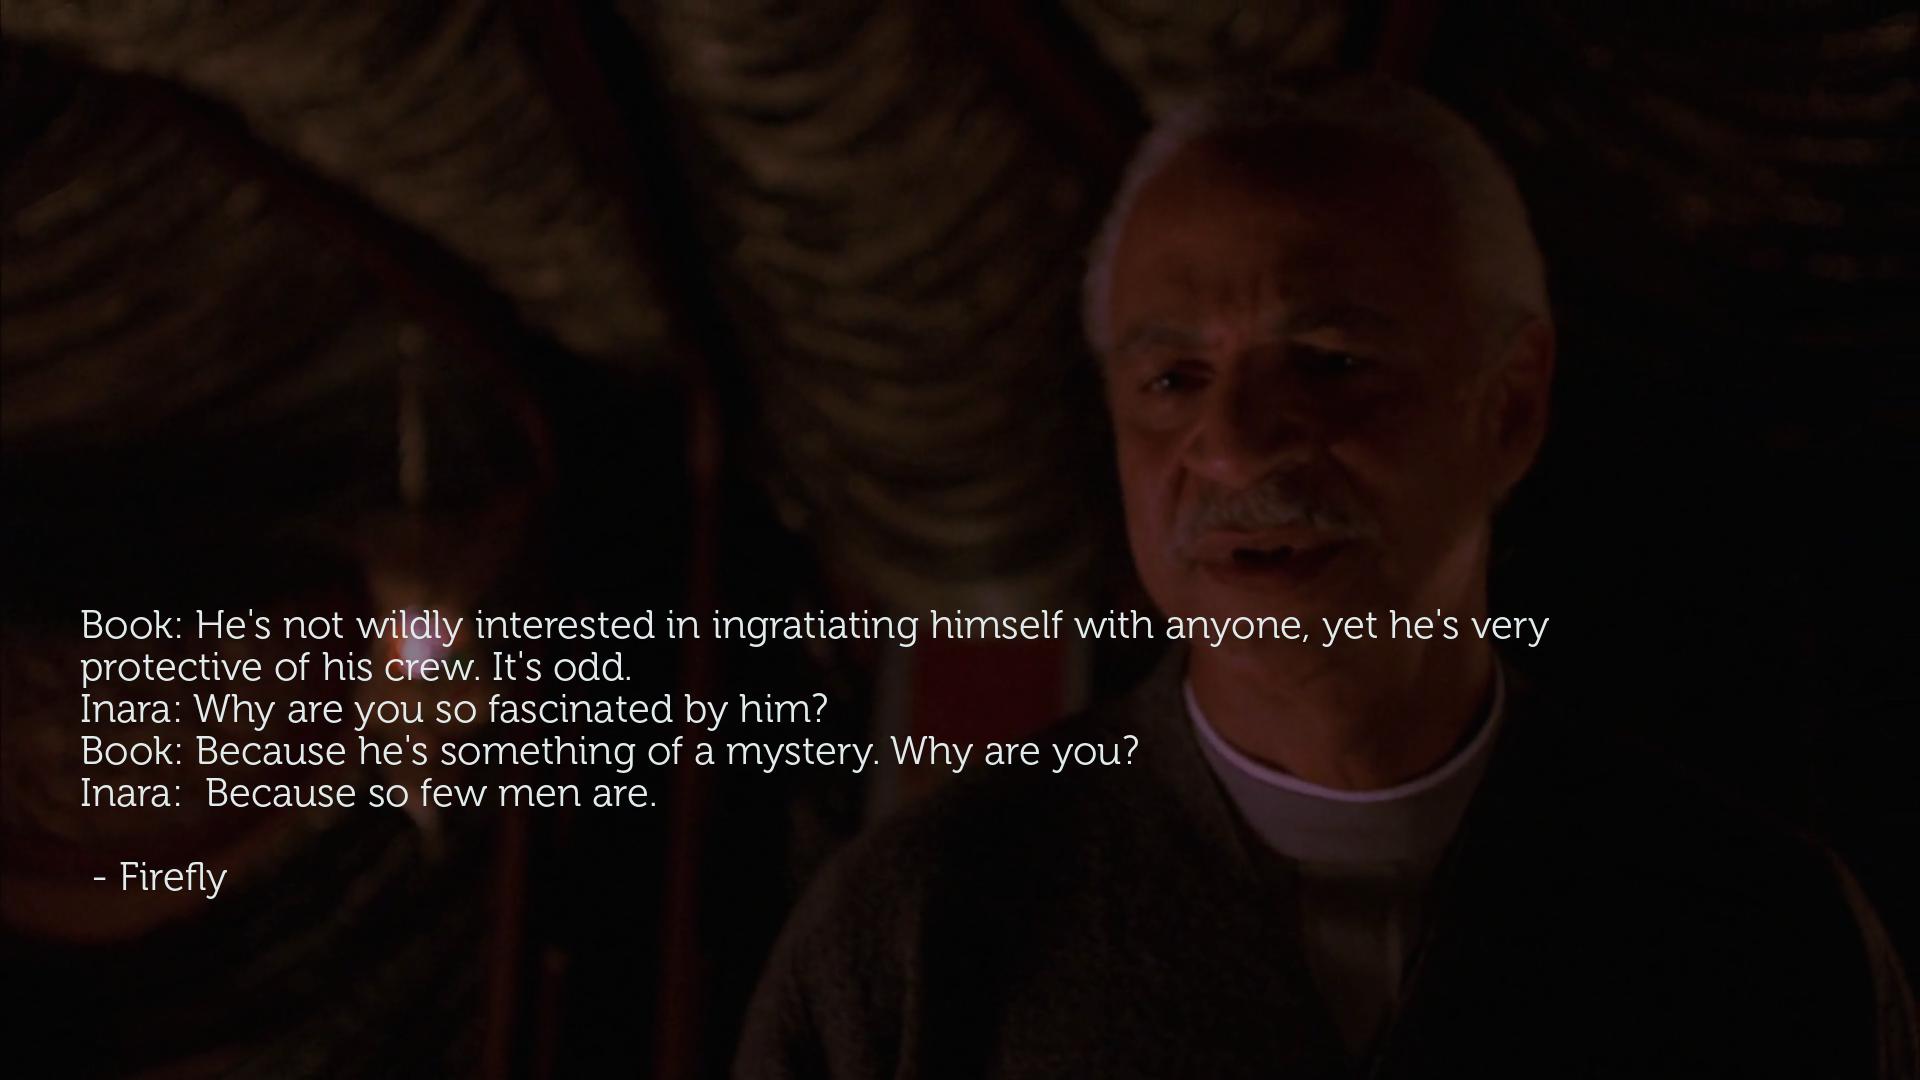 Book: He's not wildly interested in ingratiating himself with anyone, yet he's very
protective of his crew. It's odd.
Inara: Why are you so fascinated by him?
Book: Because he's something of a mystery. Why are you?
Inara:  Because so few men are.
- Firefly